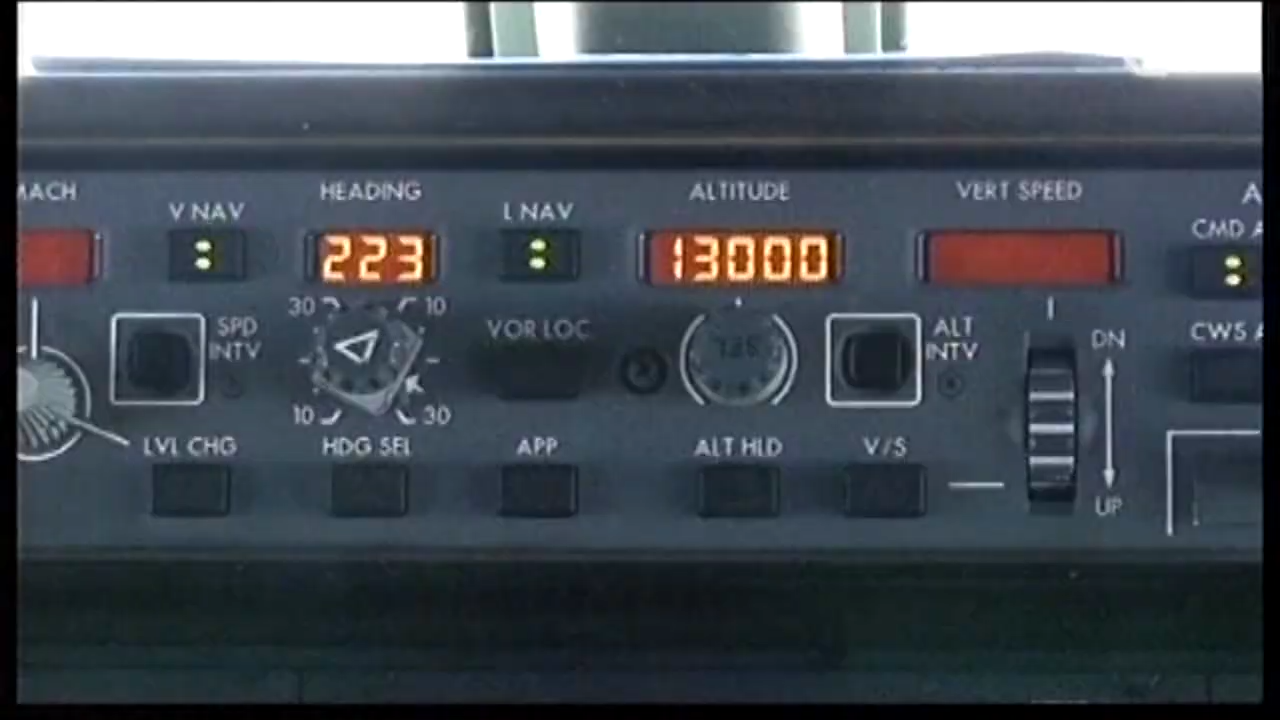 MACH
V NAV
HEADING
L NAV
ALTITUDE
VERT SPEED
A
CMD A
223
13000
30
10
SPD
INTV
VOR LOC
ALT
INTV
DN
CWS A
10
30
LVL CHG
HDG SEL
APP
ALT HLD
V/S
UP